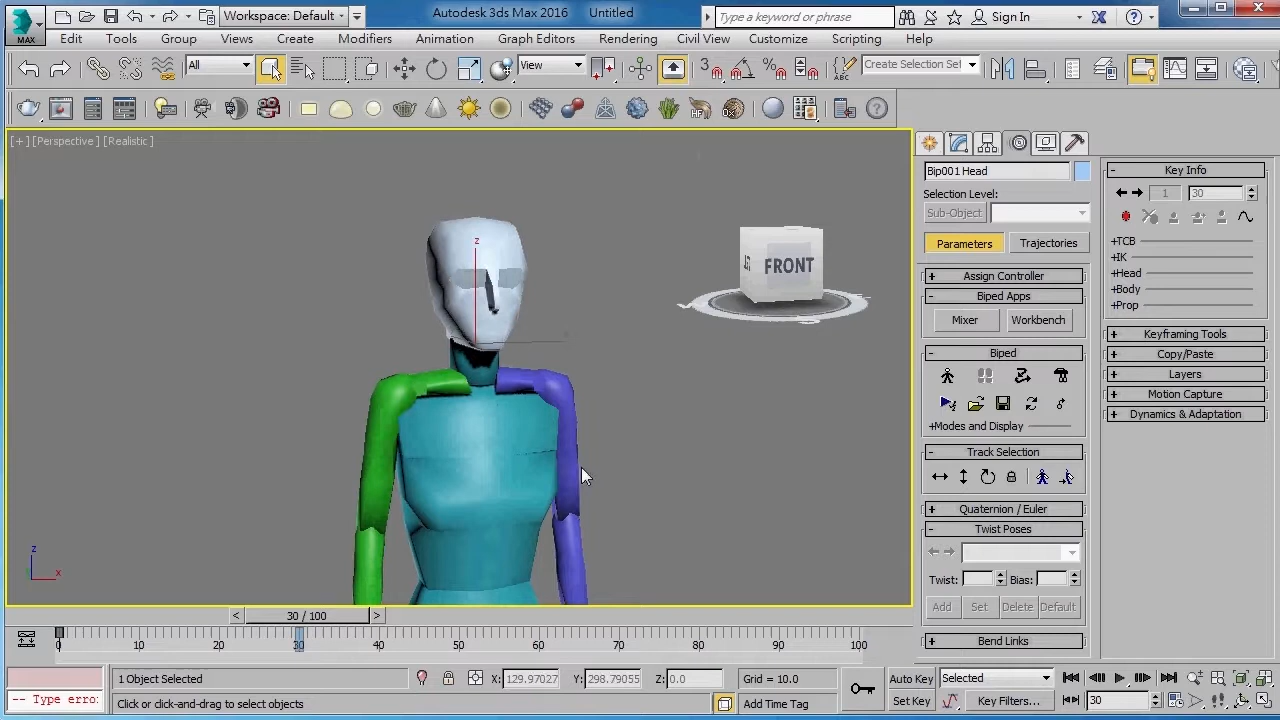 MAX
Workspace: Default
Autodesk 3ds Max 2016 Untitled
Type a keyword or phrase
Sign In
Edit Tools Group Views Create Modifiers Animation Graph Editors Rendering Civil View Customize Scripting Help
All
View
3
Create Selection Set
[+] [Perspective ] [Realistic ]
FRONT
z
z
x
Bip001 Head
Selection Level:
Sub-Object
Parameters Trajectories
+ Assign Controller
- Biped Apps
Mixer Workbench
- Biped
+Modes and Display
- Track Selection
+ Quaternion / Euler
- Twist Poses
Twist: Bias:
Add Set Delete Default
+ Bend Links
- Key Info
1 30
+TCB
+IK
+Head
+Body
+Prop
+ Keyframing Tools
+ Copy/Paste
+ Layers
+ Motion Capture
+ Dynamics & Adaptation
< 30 / 100 >
0 10 20 30 40 50 60 70 80 90 100
1 Object Selected
X: 129.97027 Y: 298.79055 Z: 0.0
Grid = 10.0
Auto Key Selected
-- Type erro:
Click or click-and-drag to select objects
Add Time Tag
Set Key Key Filters...
30